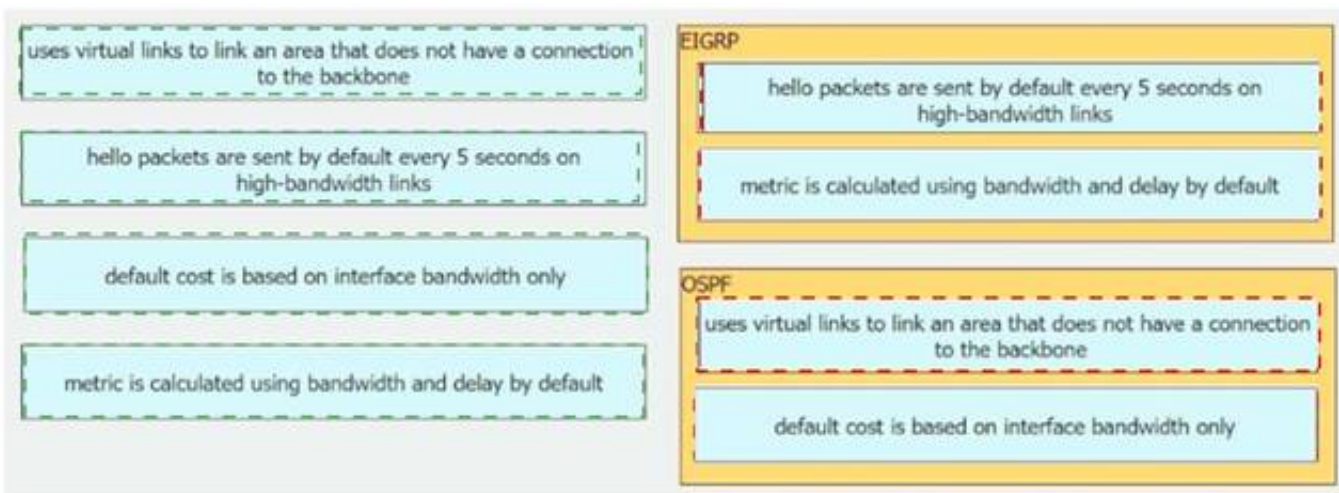 uses virtual links to link an area that does not have a connection
to the backbone
hello packets are sent by default every 5 seconds on
high-bandwidth links
default cost is based on interface bandwidth only
metric is calculated using bandwidth and delay by default
EIGRP
hello packets are sent by default every 5 seconds on
high-bandwidth links
metric is calculated using bandwidth and delay by default
OSPF
uses virtual links to link an area that does not have a connection
to the backbone
default cost is based on interface bandwidth only